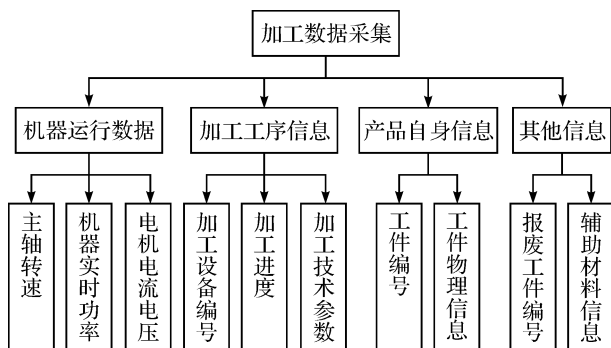 加工数据采集
机器运行数据
加工工序信息
产品自身信息
其他信息
主轴转速
机器实时功率
电机电流电压
加工设备编号
加工进度
加工技术参数
工件编号
工件物理信息
报废工件编号
辅助材料信息